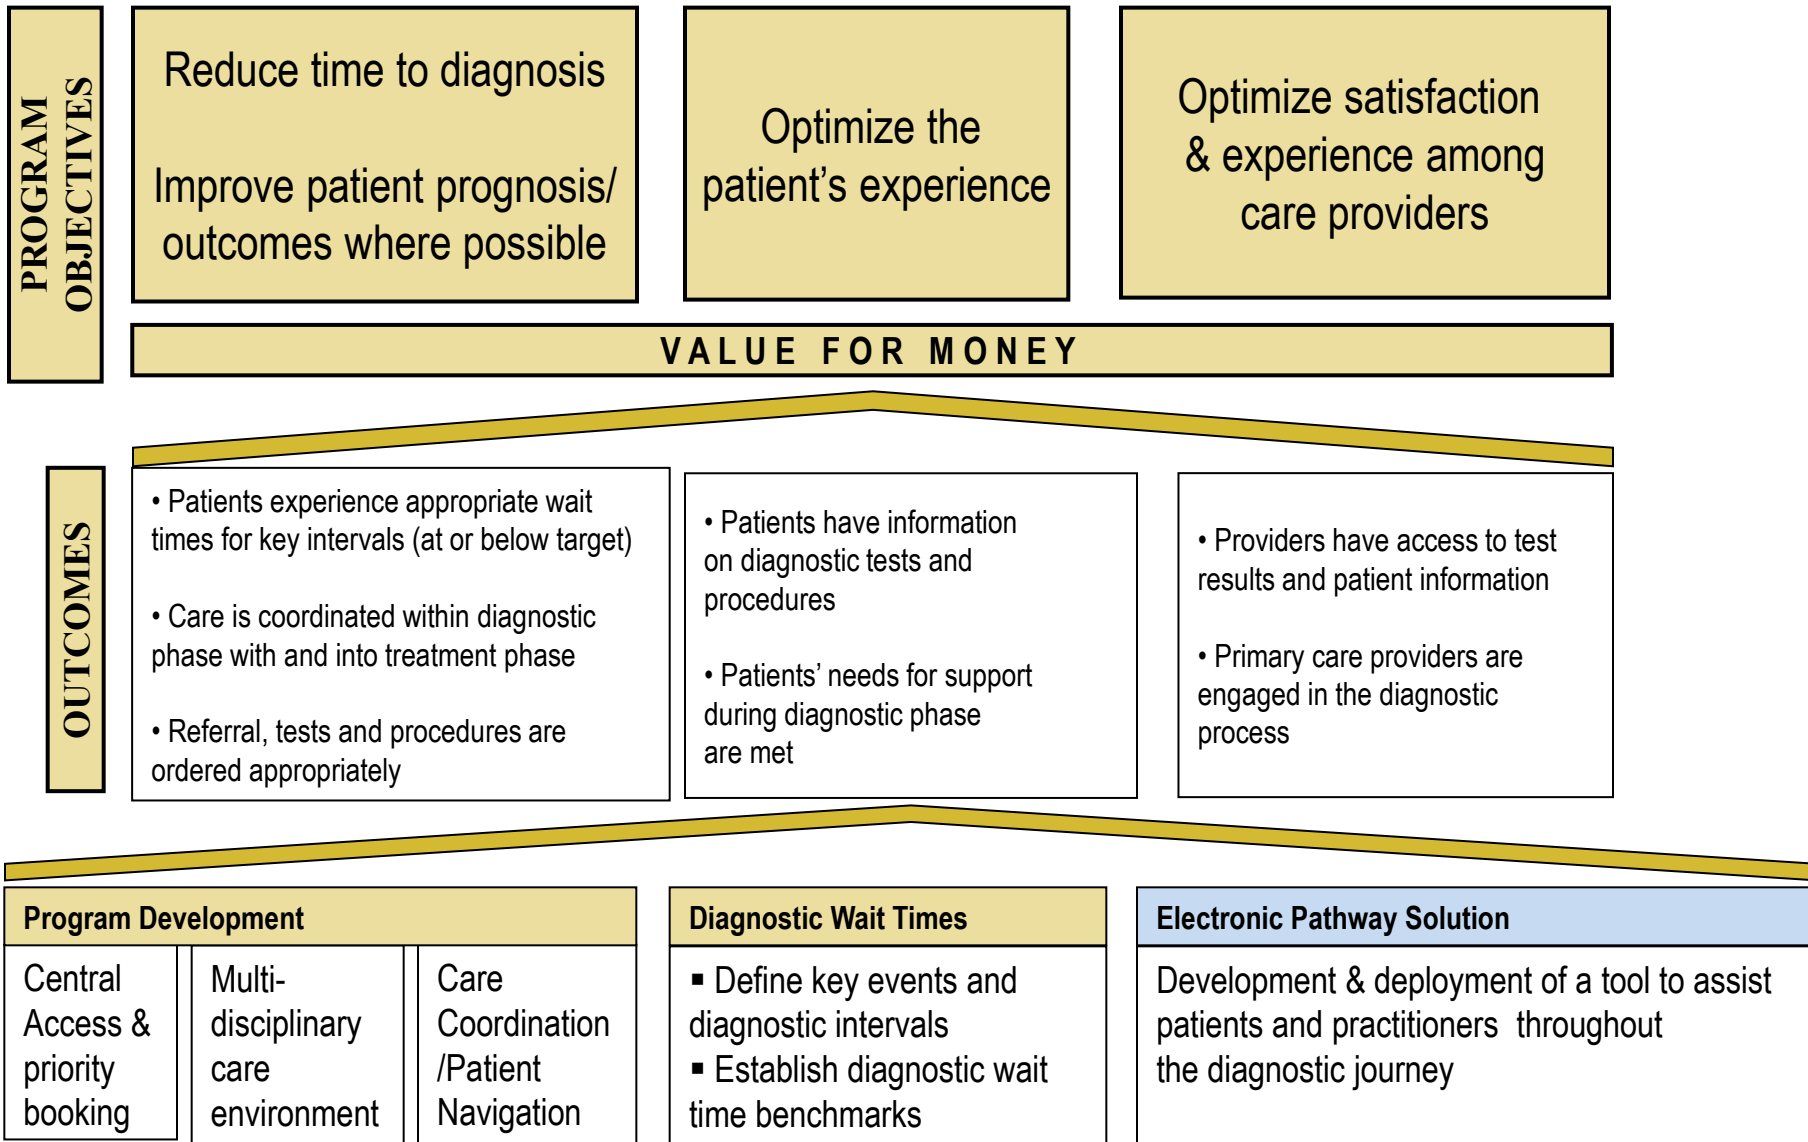 PROGRAM
OBJECTIVES
Reduce time to diagnosis
Improve patient prognosis/
outcomes where possible
Optimize the
patient’s experience
Optimize satisfaction
& experience among
care providers
VALUE FOR MONEY
OUTCOMES
• Patients experience appropriate wait
times for key intervals (at or below target)
• Care is coordinated within diagnostic
phase with and into treatment phase
• Referral, tests and procedures are
ordered appropriately
• Patients have information
on diagnostic tests and
procedures
• Patients’ needs for support
during diagnostic phase
are met
• Providers have access to test
results and patient information
• Primary care providers are
engaged in the diagnostic
process
Program Development
Central
Access &
priority
booking
Multi-
disciplinary
care
environment
Care
Coordination
/Patient
Navigation
Diagnostic Wait Times
▪ Define key events and
diagnostic intervals
▪ Establish diagnostic wait
time benchmarks
Electronic Pathway Solution
Development & deployment of a tool to assist
patients and practitioners throughout
the diagnostic journey